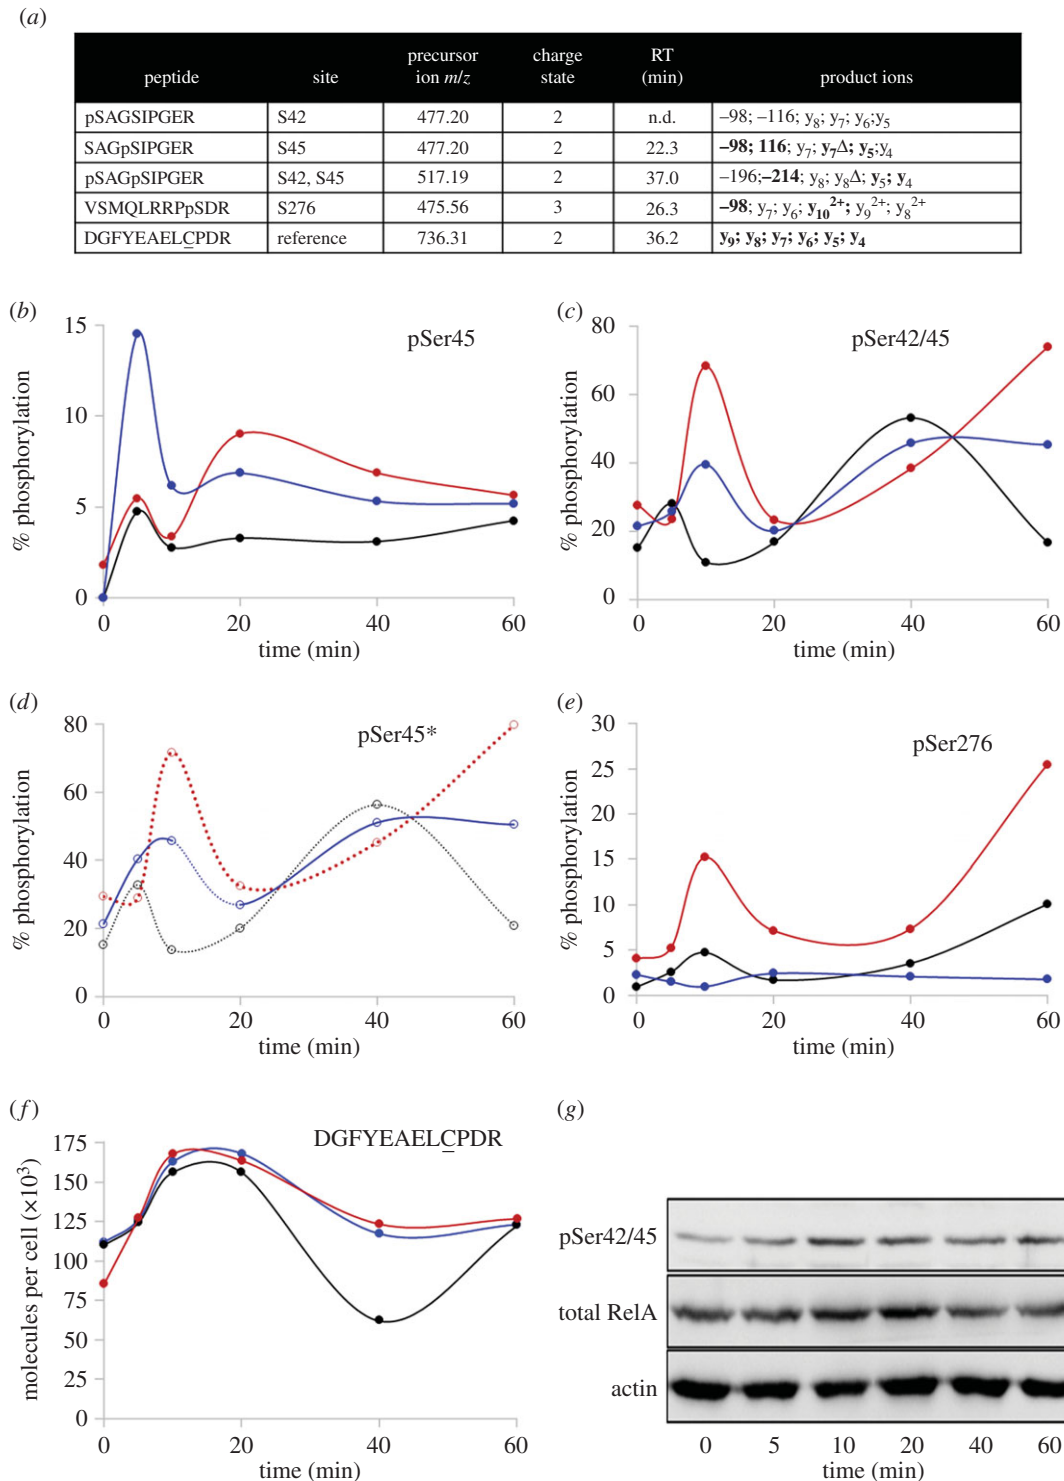 (a)
peptide site precursor ion m/z charge state RT (min) product ions
pSAGSIPGER S42 477.20 2 n.d. –98; –116; y8; y7; y6;y5
SAGpSIPGER S45 477.20 2 22.3 –98; 116; y7; y7Δ; y5;y4
pSAGpSIPGER S42, S45 517.19 2 37.0 –196;–214; y8; y8Δ; y5; y4
VSMQLRRPpSDR S276 475.56 3 26.3 –98; y7; y6; y10²⁺; y9²⁺; y8²⁺
DGFYEAELCPDR reference 736.31 2 36.2 y9; y8; y7; y6; y5; y4
(b)
pSer45
% phosphorylation
15
10
5
0
0 20 40 60
time (min)
(c)
pSer42/45
% phosphorylation
80
60
40
20
0
0 20 40 60
time (min)
(d)
pSer45*
% phosphorylation
80
60
40
20
0
0 20 40 60
time (min)
(e)
pSer276
% phosphorylation
30
25
20
15
10
5
0
0 20 40 60
time (min)
(f)
DGFYEAELCPDR
molecules per cell (×10³)
175
150
125
100
75
50
25
0
0 20 40 60
time (min)
(g)
pSer42/45
total RelA
actin
0 5 10 20 40 60
time (min)